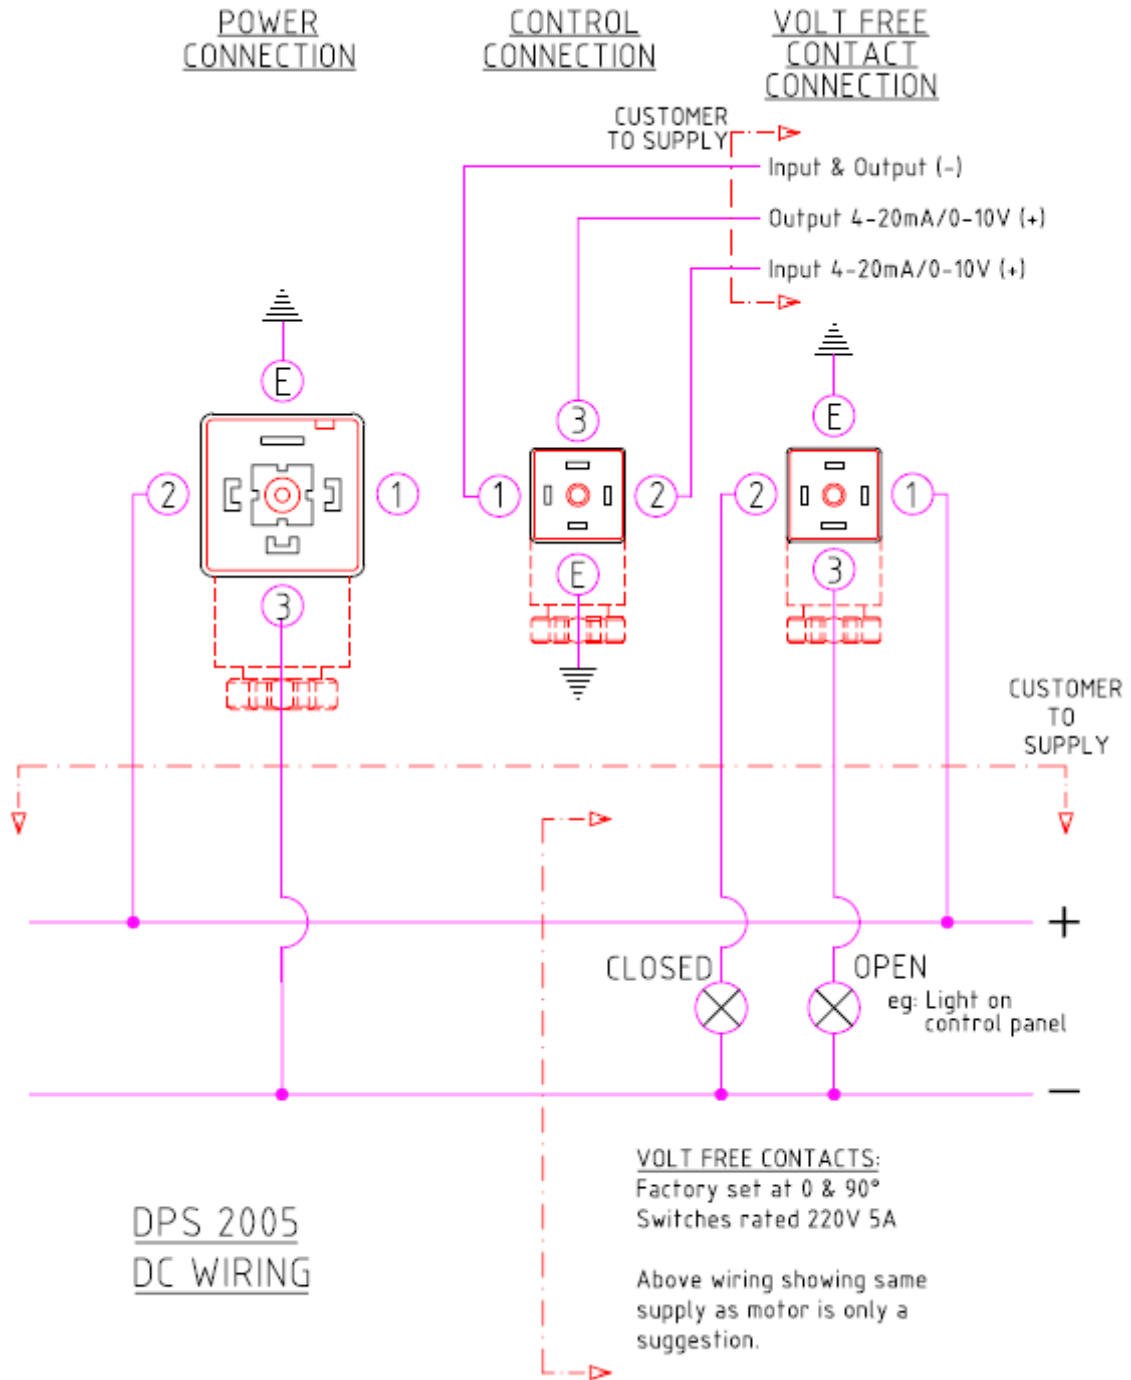 POWER
CONNECTION
CONTROL
CONNECTION
VOLT FREE
CONTACT
CONNECTION
CUSTOMER
TO SUPPLY
Input & Output (-)
Output 4-20mA/0-10V (+)
Input 4-20mA/0-10V (+)
E
2
1
3
3
1
2
E
E
2
1
3
CUSTOMER
TO
SUPPLY
+
CLOSED
OPEN
eg: Light on
control panel
-
DPS 2005
DC WIRING
VOLT FREE CONTACTS:
Factory set at 0 & 90°
Switches rated 220V 5A
Above wiring showing same
supply as motor is only a
suggestion.